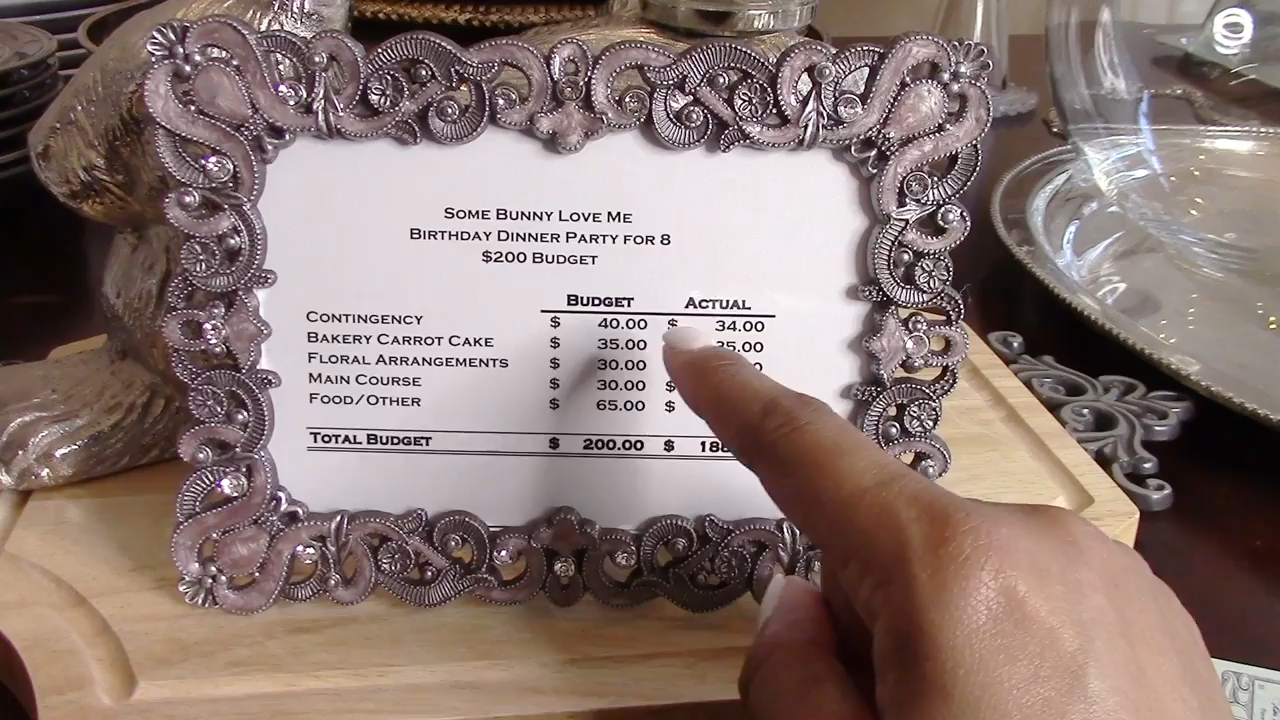 Some Bunny Love Me
Birthday Dinner Party for 8
$200 Budget
Budget Actual
Contingency $ 40.00 $ 34.00
Bakery Carrot Cake $ 35.00 35.00
Floral Arrangements $ 30.00
Main Course $ 30.00 $
Food/Other $ 65.00 $
Total Budget $ 200.00 $